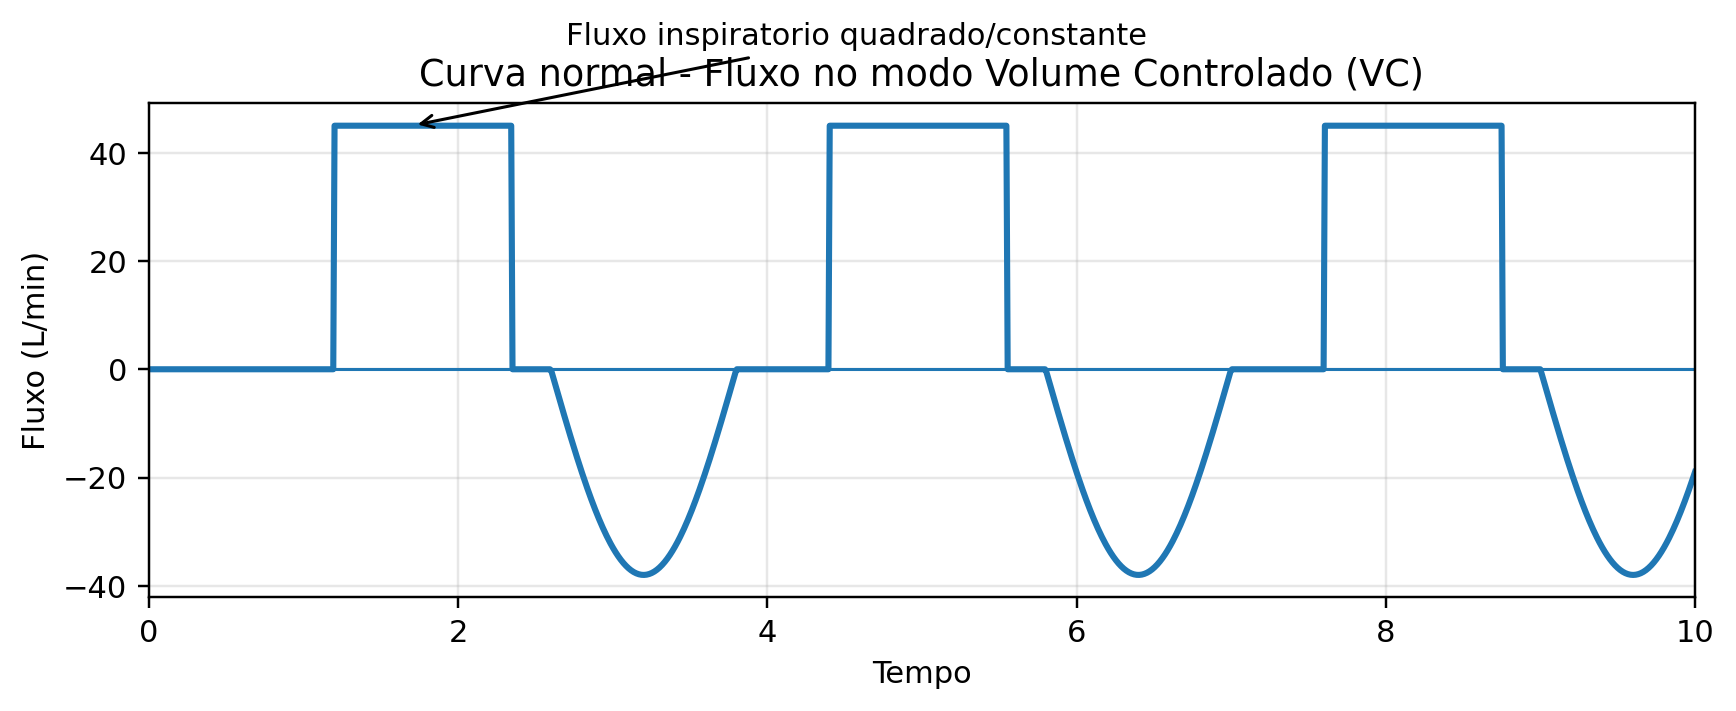 Fluxo inspiratorio quadrado/constante
Curva normal - Fluxo no modo Volume Controlado (VC)
Fluxo (L/min)
40
20
0
−20
−40
0 2 4 6 8 10
Tempo